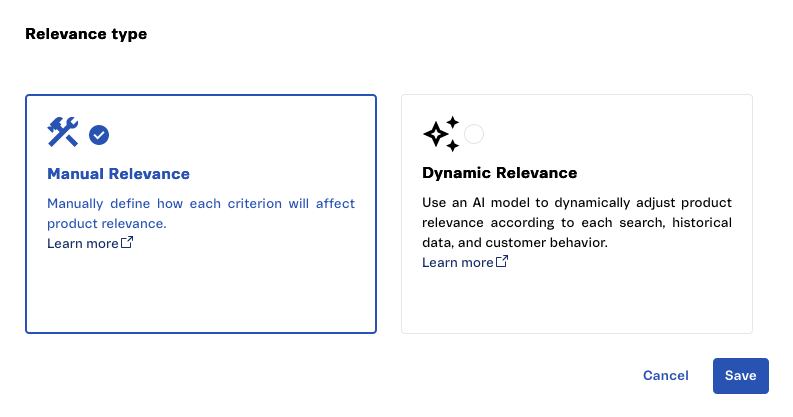 Relevance type
Manual Relevance
Manually define how each criterion will affect
product relevance.
Learn more
Dynamic Relevance
Use an AI model to dynamically adjust product
relevance according to each search, historical
data, and customer behavior.
Learn more
Cancel
Save